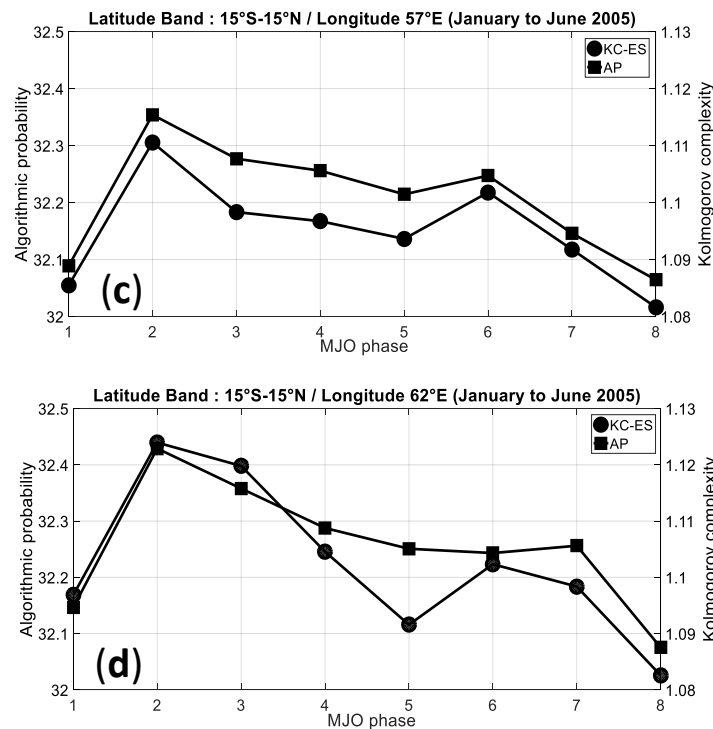 Latitude Band : 15°S-15°N / Longitude 57°E (January to June 2005)
32.5
32.4
32.3
32.2
32.1
32
Algorithmic probability
1.13
1.12
1.11
1.1
1.09
1.08
Kolmogorov complexity
KC-ES
AP
(c)
1 2 3 4 5 6 7 8
MJO phase
Latitude Band : 15°S-15°N / Longitude 62°E (January to June 2005)
32.5
32.4
32.3
32.2
32.1
32
Algorithmic probability
1.13
1.12
1.11
1.1
1.09
1.08
Kolmogorov complexity
KC-ES
AP
(d)
1 2 3 4 5 6 7 8
MJO phase